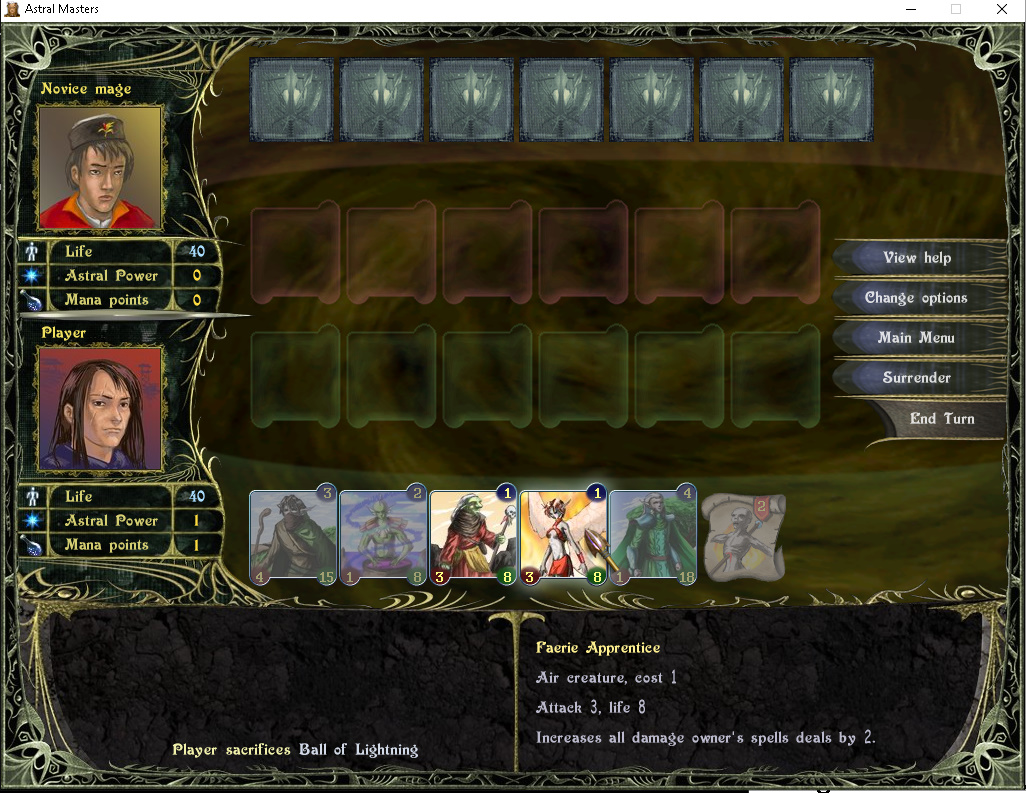 Astral Masters
Novice mage
Life 40
Astral Power 0
Mana points 0
Player
Life 40
Astral Power 1
Mana points 1
View help
Change options
Main Menu
Surrender
End Turn
3 2 1 1 4 2
4 15 1 8 3 8 3 8 1 18
Faerie Apprentice
Air creature, cost 1
Attack 3, life 8
Increases all damage owner's spells deals by 2.
Player sacrifices Ball of Lightning